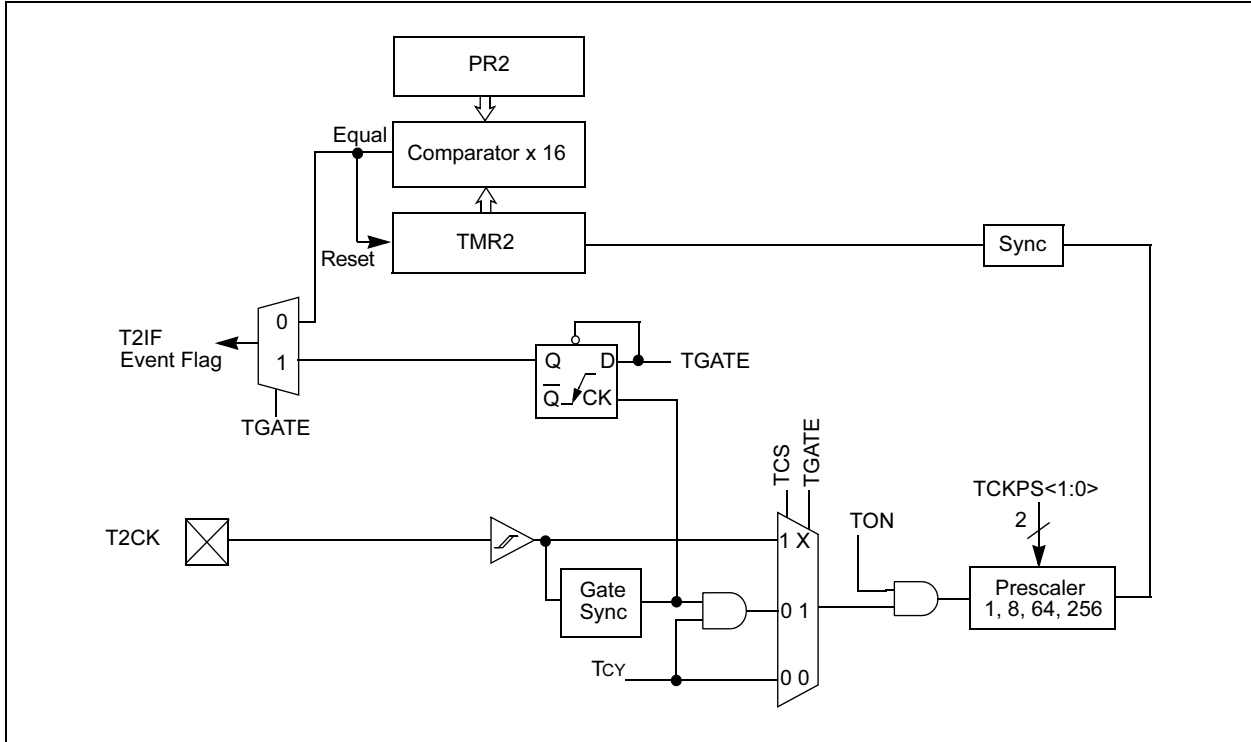 PR2
Equal
Comparator x 16
Reset
TMR2
Sync
T2IF
Event Flag
0
1
TGATE
Q
D
Q̅
CK
TGATE
TCS
TGATE
TCKPS<1:0>
2
T2CK
TON
1 X
Gate
Sync
0 1
Prescaler
1, 8, 64, 256
TCY
0 0